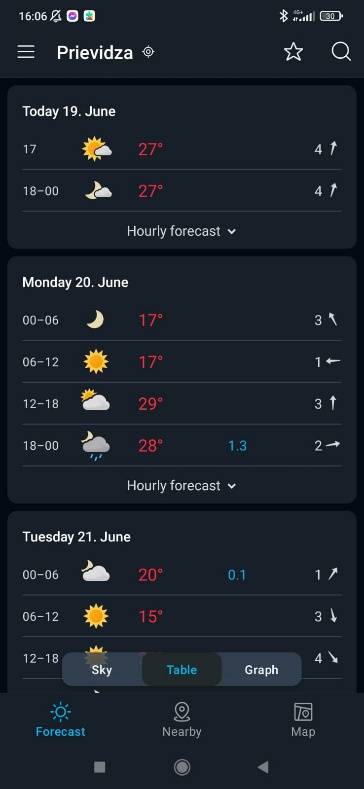 16:06 4G+ 30
Prievidza
Today 19. June
17 27° 4
18–00 27° 4
Hourly forecast
Monday 20. June
00–06 17° 3
06–12 17° 1
12–18 29° 3
18–00 28° 1.3 2
Hourly forecast
Tuesday 21. June
00–06 20° 0.1 1
06–12 15° 3
12–18 4
Sky Table Graph
Forecast Nearby Map